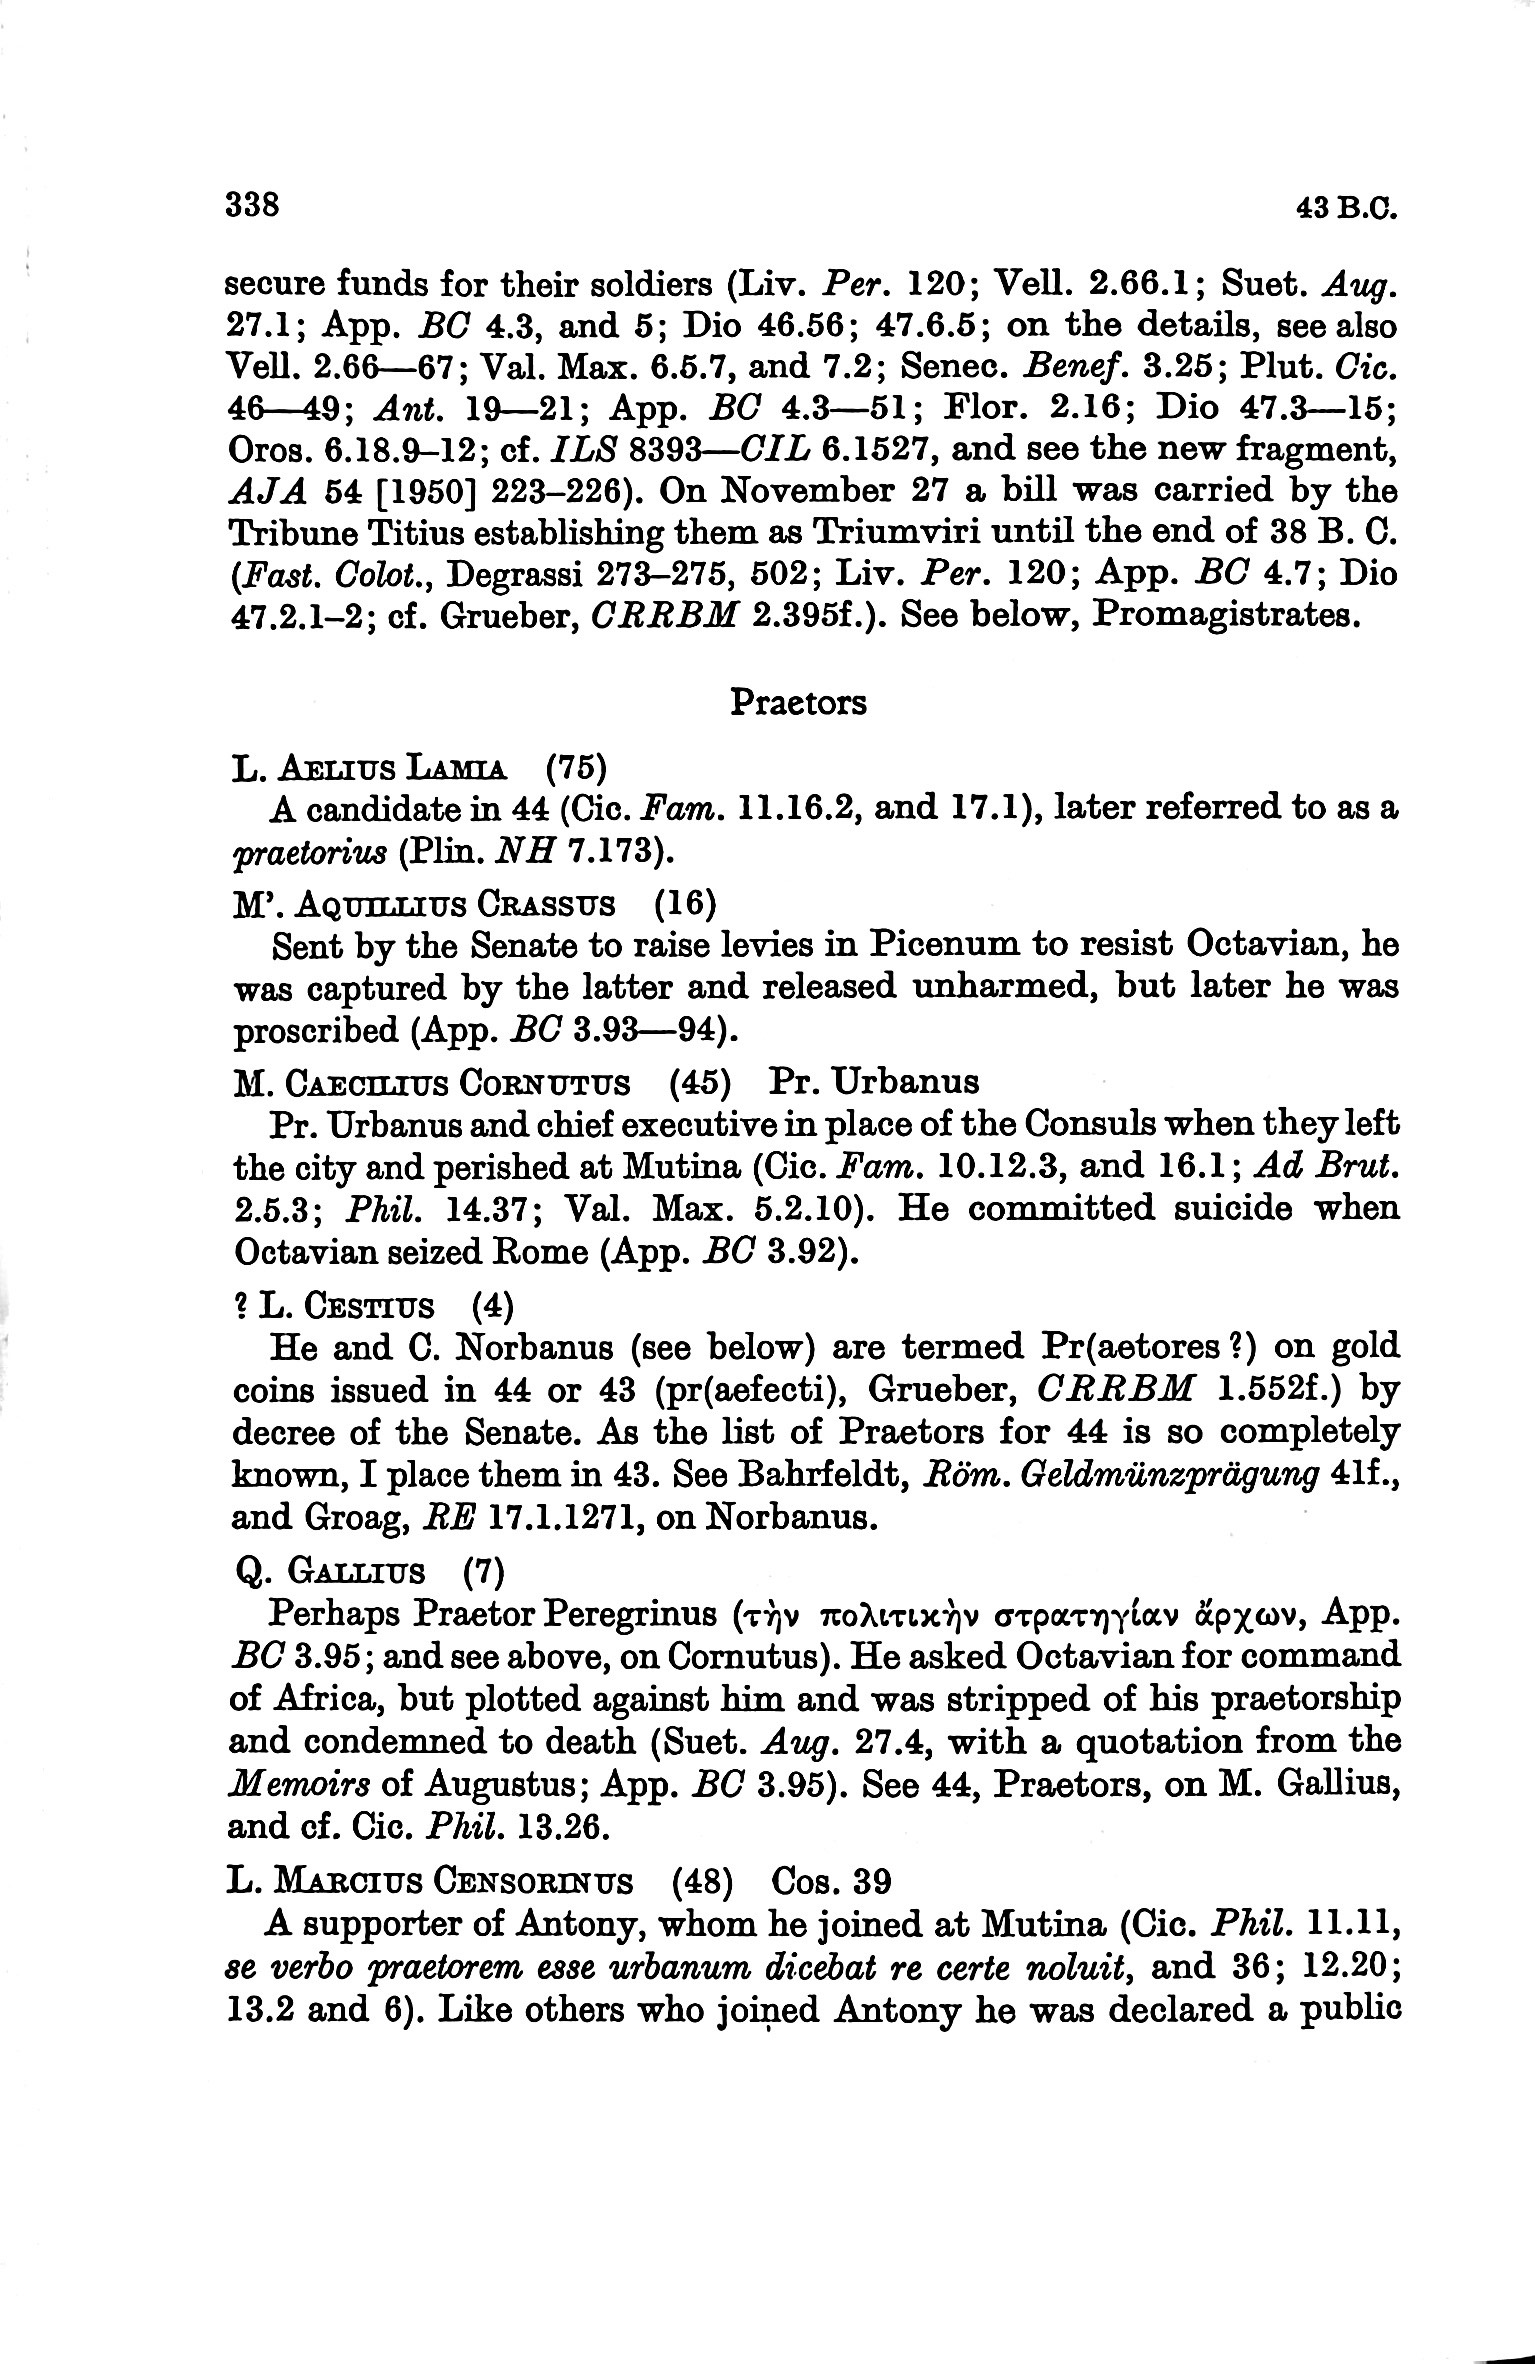 338 43 B.C.
secure funds for their soldiers (Liv. Per. 120; Vell. 2.66.1; Suet. Aug.
27.1; App. BC 4.3, and 5; Dio 46.56; 47.6.5; on the details, see also
Vell. 2.66—67; Val. Max. 6.5.7, and 7.2; Senec. Benef. 3.25; Plut. Cic.
46—49; Ant. 19—21; App. BC 4.3—51; Flor. 2.16; Dio 47.3—15;
Oros. 6.18.9–12; cf. ILS 8393—CIL 6.1527, and see the new fragment,
AJA 54 [1950] 223–226). On November 27 a bill was carried by the
Tribune Titius establishing them as Triumviri until the end of 38 B. C.
(Fast. Colot., Degrassi 273–275, 502; Liv. Per. 120; App. BC 4.7; Dio
47.2.1–2; cf. Grueber, CRRBM 2.395f.). See below, Promagistrates.
Praetors
L. AELIUS LAMIA (75)
A candidate in 44 (Cic. Fam. 11.16.2, and 17.1), later referred to as a
praetorius (Plin. NH 7.173).
M’. AQUILLIUS CRASSUS (16)
Sent by the Senate to raise levies in Picenum to resist Octavian, he
was captured by the latter and released unharmed, but later he was
proscribed (App. BC 3.93—94).
M. CAECILIUS CORNUTUS (45) Pr. Urbanus
Pr. Urbanus and chief executive in place of the Consuls when they left
the city and perished at Mutina (Cic. Fam. 10.12.3, and 16.1; Ad Brut.
2.5.3; Phil. 14.37; Val. Max. 5.2.10). He committed suicide when
Octavian seized Rome (App. BC 3.92).
? L. CESTIUS (4)
He and C. Norbanus (see below) are termed Pr(aetores ?) on gold
coins issued in 44 or 43 (pr(aefecti), Grueber, CRRBM 1.552f.) by
decree of the Senate. As the list of Praetors for 44 is so completely
known, I place them in 43. See Bahrfeldt, Röm. Geldmünzprägung 41f.,
and Groag, RE 17.1.1271, on Norbanus.
Q. GALLIUS (7)
Perhaps Praetor Peregrinus (τὴν πολιτικὴν στρατηγίαν ἄρχων, App.
BC 3.95; and see above, on Cornutus). He asked Octavian for command
of Africa, but plotted against him and was stripped of his praetorship
and condemned to death (Suet. Aug. 27.4, with a quotation from the
Memoirs of Augustus; App. BC 3.95). See 44, Praetors, on M. Gallius,
and cf. Cic. Phil. 13.26.
L. MARCIUS CENSORINUS (48) Cos. 39
A supporter of Antony, whom he joined at Mutina (Cic. Phil. 11.11,
se verbo praetorem esse urbanum dicebat re certe noluit, and 36; 12.20;
13.2 and 6). Like others who joined Antony he was declared a public